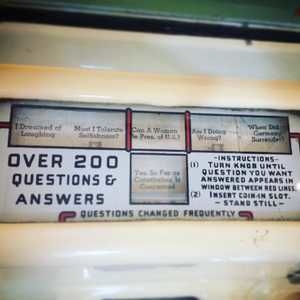 I Dreamed of
Laughing
Must I Tolerate
Selfishness?
Can A Woman
Be Pres. of U.S.?
Am I Doing
Wrong?
When Did
Germany
Surrender?
OVER 200
QUESTIONS &
ANSWERS
Yes. So Far as
Constitution Is
Concerned
-INSTRUCTIONS-
(1) TURN KNOB UNTIL
QUESTION YOU WANT
ANSWERED APPEARS IN
WINDOW BETWEEN RED LINES.
(2) INSERT COIN IN SLOT.
- STAND STILL -
QUESTIONS CHANGED FREQUENTLY